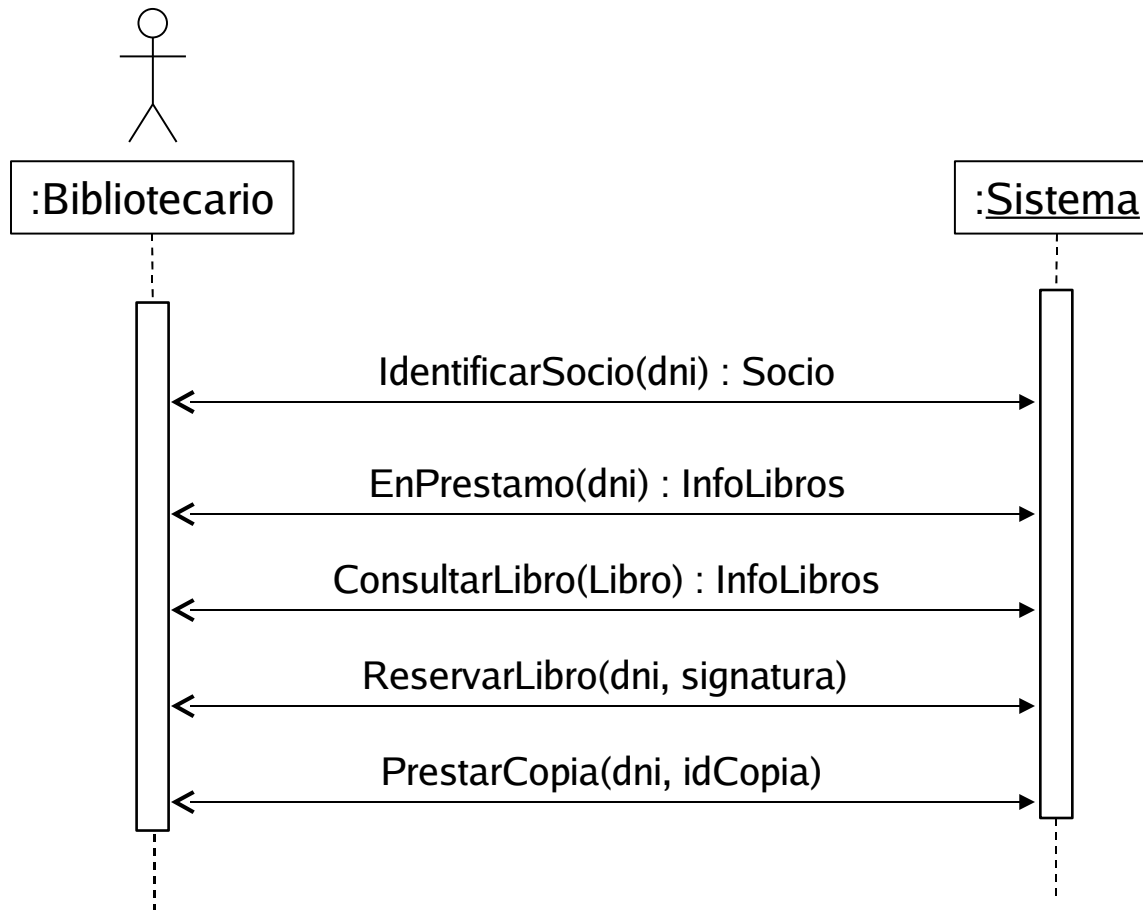 :Bibliotecario
:Sistema
IdentificarSocio(dni) : Socio
EnPrestamo(dni) : InfoLibros
ConsultarLibro(Libro) : InfoLibros
ReservarLibro(dni, signatura)
PrestarCopia(dni, idCopia)